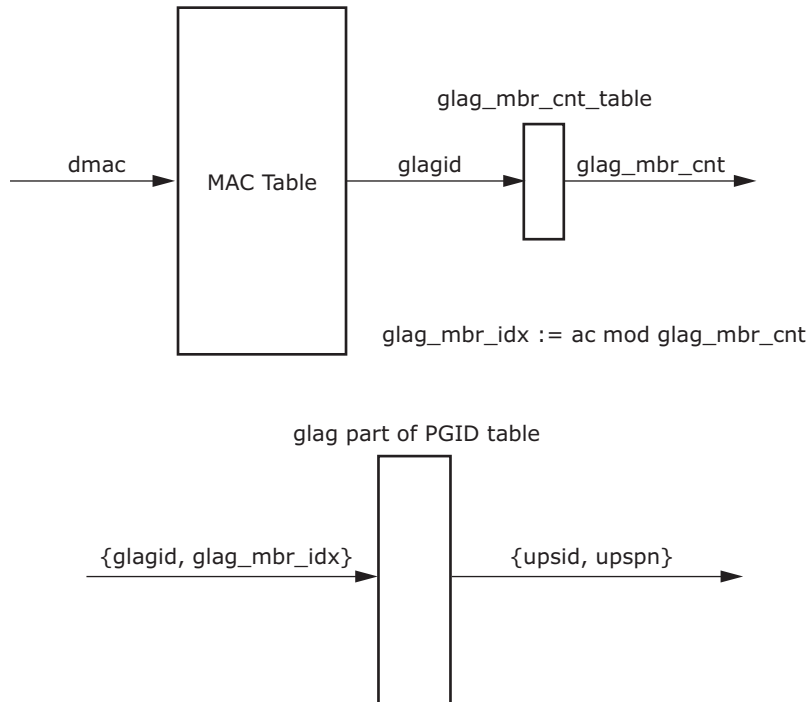 glag_mbr_cnt_table
dmac
MAC Table
glagid
glag_mbr_cnt
glag_mbr_idx := ac mod glag_mbr_cnt
glag part of PGID table
{glagid, glag_mbr_idx}
{upsid, upspn}